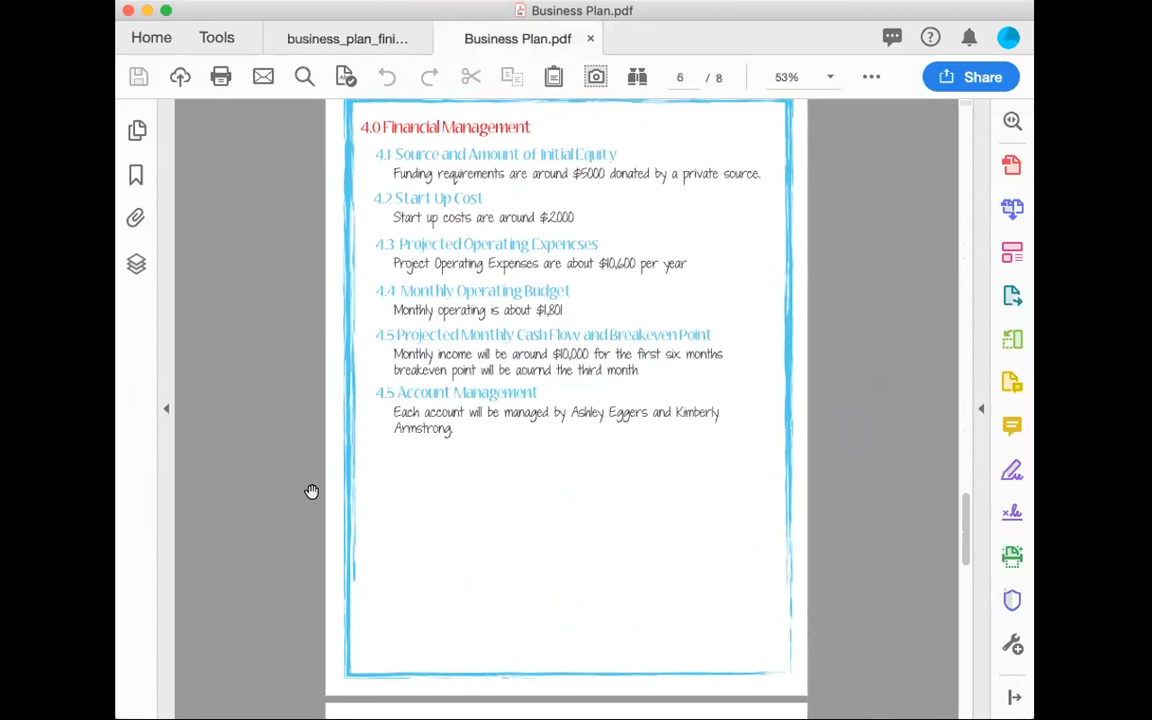 Business Plan.pdf
Home Tools business_plan_fini... Business Plan.pdf ×
6 / 8 53% Share
4.0 Financial Management
4.1 Source and Amount of Initial Equity
Funding requirements are around $5000 donated by a private source.
4.2 Start Up Cost
Start up costs are around $2000
4.3 Projected Operating Expencses
Project Operating Expenses are about $10,600 per year
4.4 Monthly Operating Budget
Monthly operating is about $1,801
4.5 Projected Monthly Cash Flow and Breakeven Point
Monthly income will be around $10,000 for the first six months
breakeven point will be aournd the third month
4.5 Account Management
Each account will be managed by Ashley Eggers and Kimberly
Armstrong.